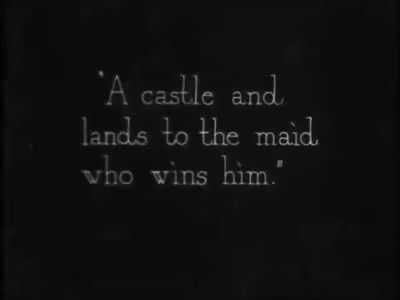 "A castle and
lands to the maid
who wins him."